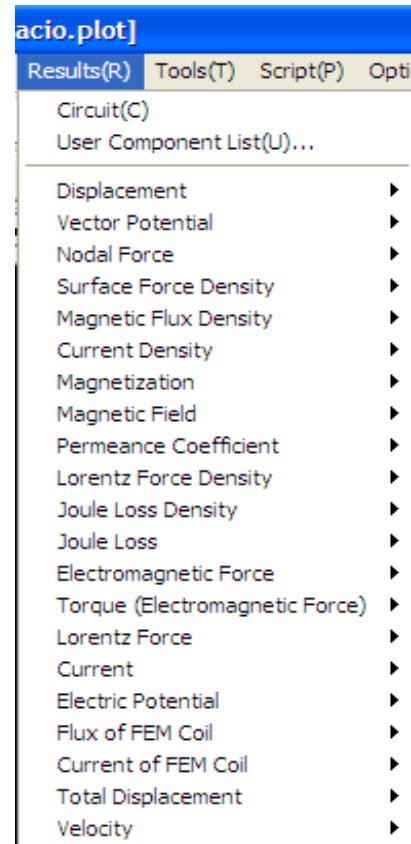 acio.plot]
Results(R) Tools(T) Script(P) Opti
Circuit(C)
User Component List(U)...
Displacement
Vector Potential
Nodal Force
Surface Force Density
Magnetic Flux Density
Current Density
Magnetization
Magnetic Field
Permeance Coefficient
Lorentz Force Density
Joule Loss Density
Joule Loss
Electromagnetic Force
Torque (Electromagnetic Force)
Lorentz Force
Current
Electric Potential
Flux of FEM Coil
Current of FEM Coil
Total Displacement
Velocity